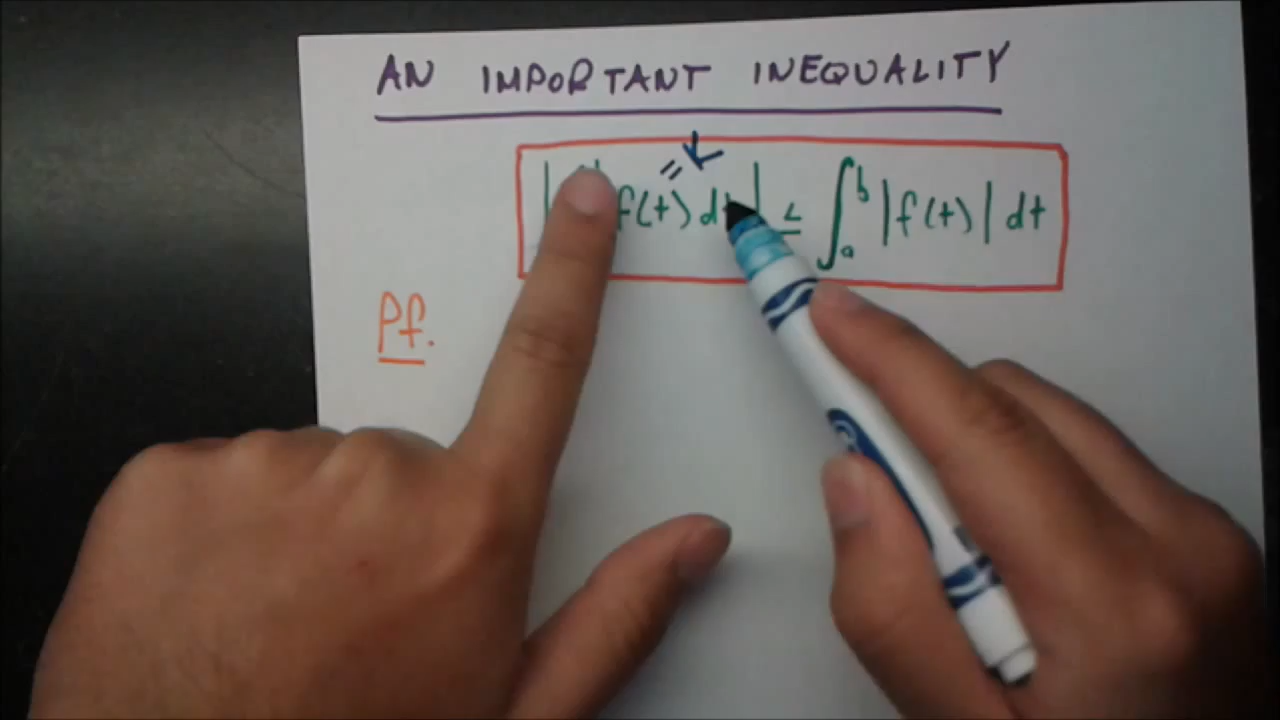 AN IMPORTANT INEQUALITY
= K
| f(t) dt | ≤ ∫ₐᵇ |f(t)| dt
Pf.